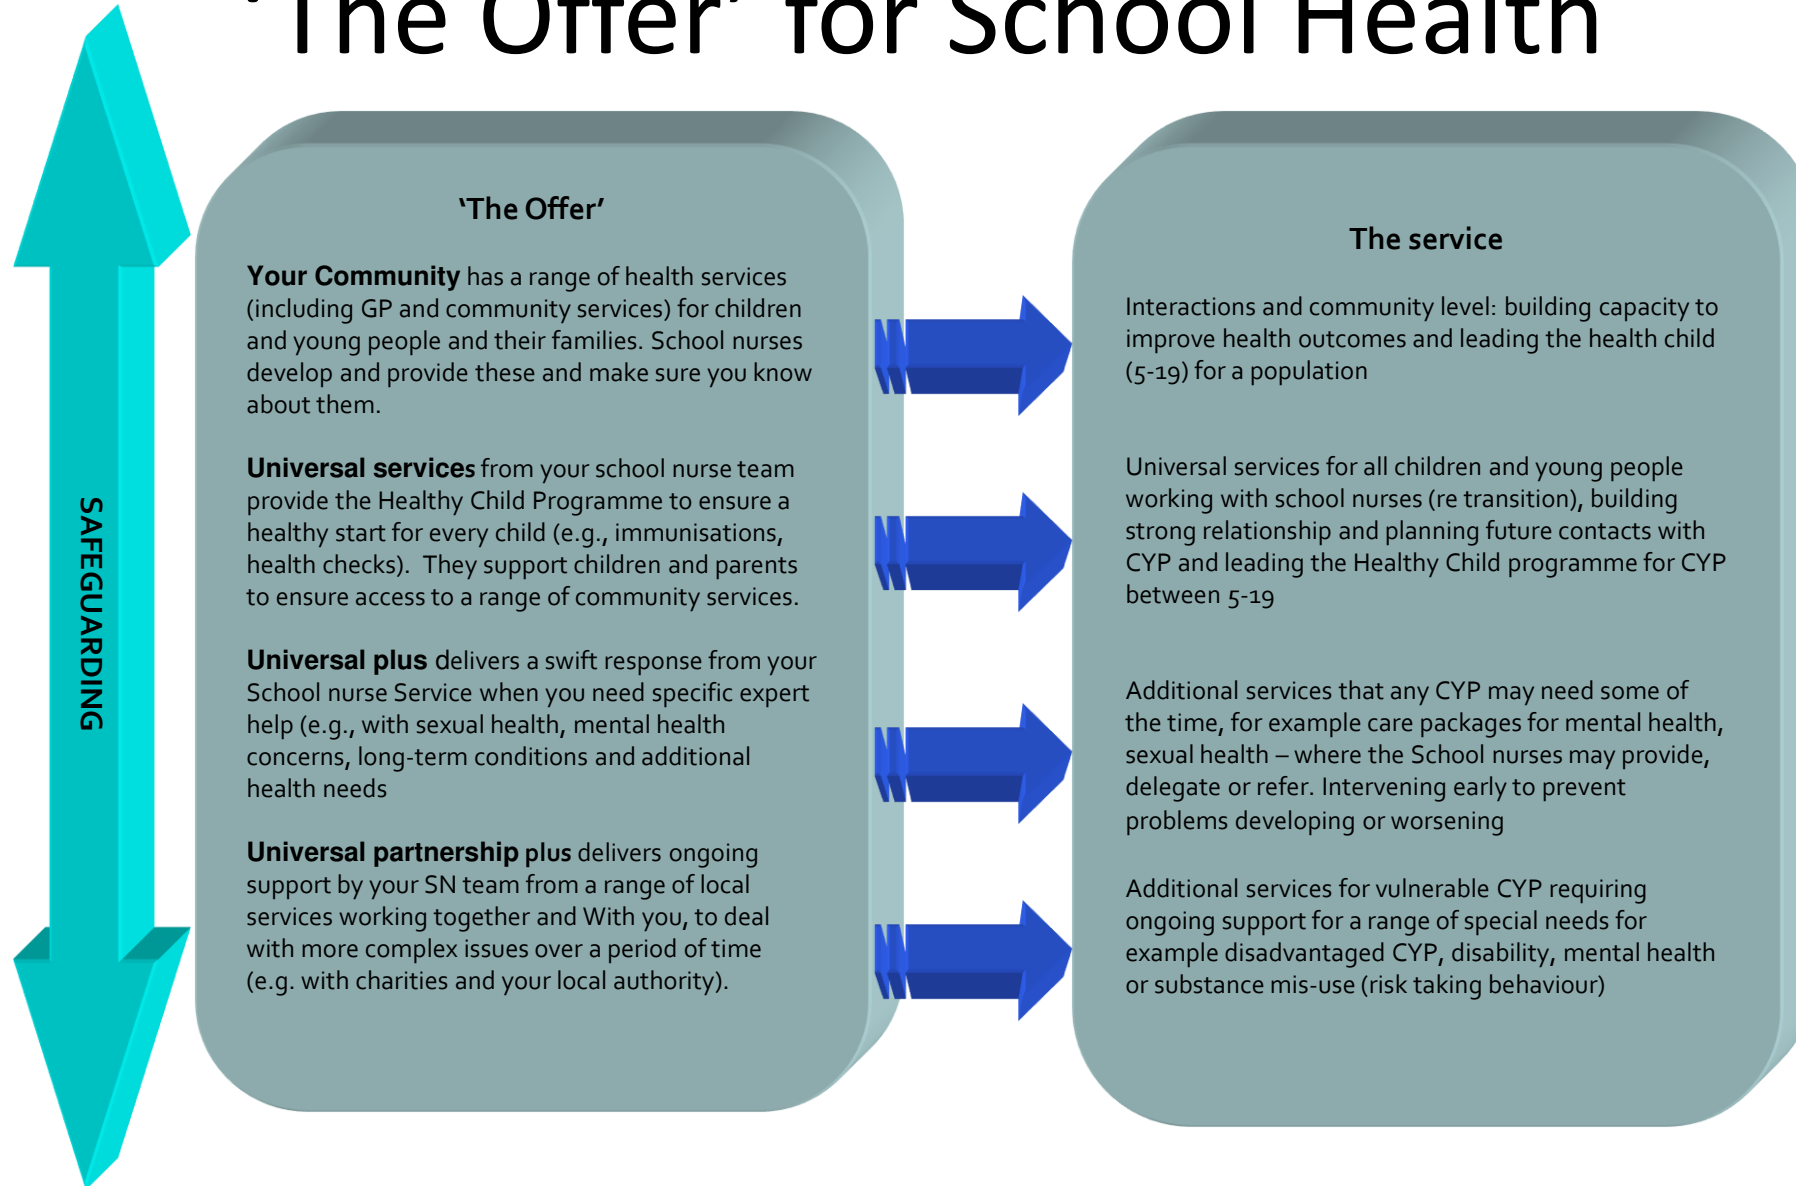 ‘The Offer’ for School Health
SAFEGUARDING
‘The Offer’
Your Community has a range of health services
(including GP and community services) for children
and young people and their families. School nurses
develop and provide these and make sure you know
about them.
Universal services from your school nurse team
provide the Healthy Child Programme to ensure a
healthy start for every child (e.g., immunisations,
health checks).  They support children and parents
to ensure access to a range of community services.
Universal plus delivers a swift response from your
School nurse Service when you need specific expert
help (e.g., with sexual health, mental health
concerns, long-term conditions and additional
health needs
Universal partnership plus delivers ongoing
support by your SN team from a range of local
services working together and With you, to deal
with more complex issues over a period of time
(e.g. with charities and your local authority).
The service
Interactions and community level: building capacity to
improve health outcomes and leading the health child
(5-19) for a population
Universal services for all children and young people
working with school nurses (re transition), building
strong relationship and planning future contacts with
CYP and leading the Healthy Child programme for CYP
between 5-19
Additional services that any CYP may need some of
the time, for example care packages for mental health,
sexual health – where the School nurses may provide,
delegate or refer. Intervening early to prevent
problems developing or worsening
Additional services for vulnerable CYP requiring
ongoing support for a range of special needs for
example disadvantaged CYP, disability, mental health
or substance mis-use (risk taking behaviour)